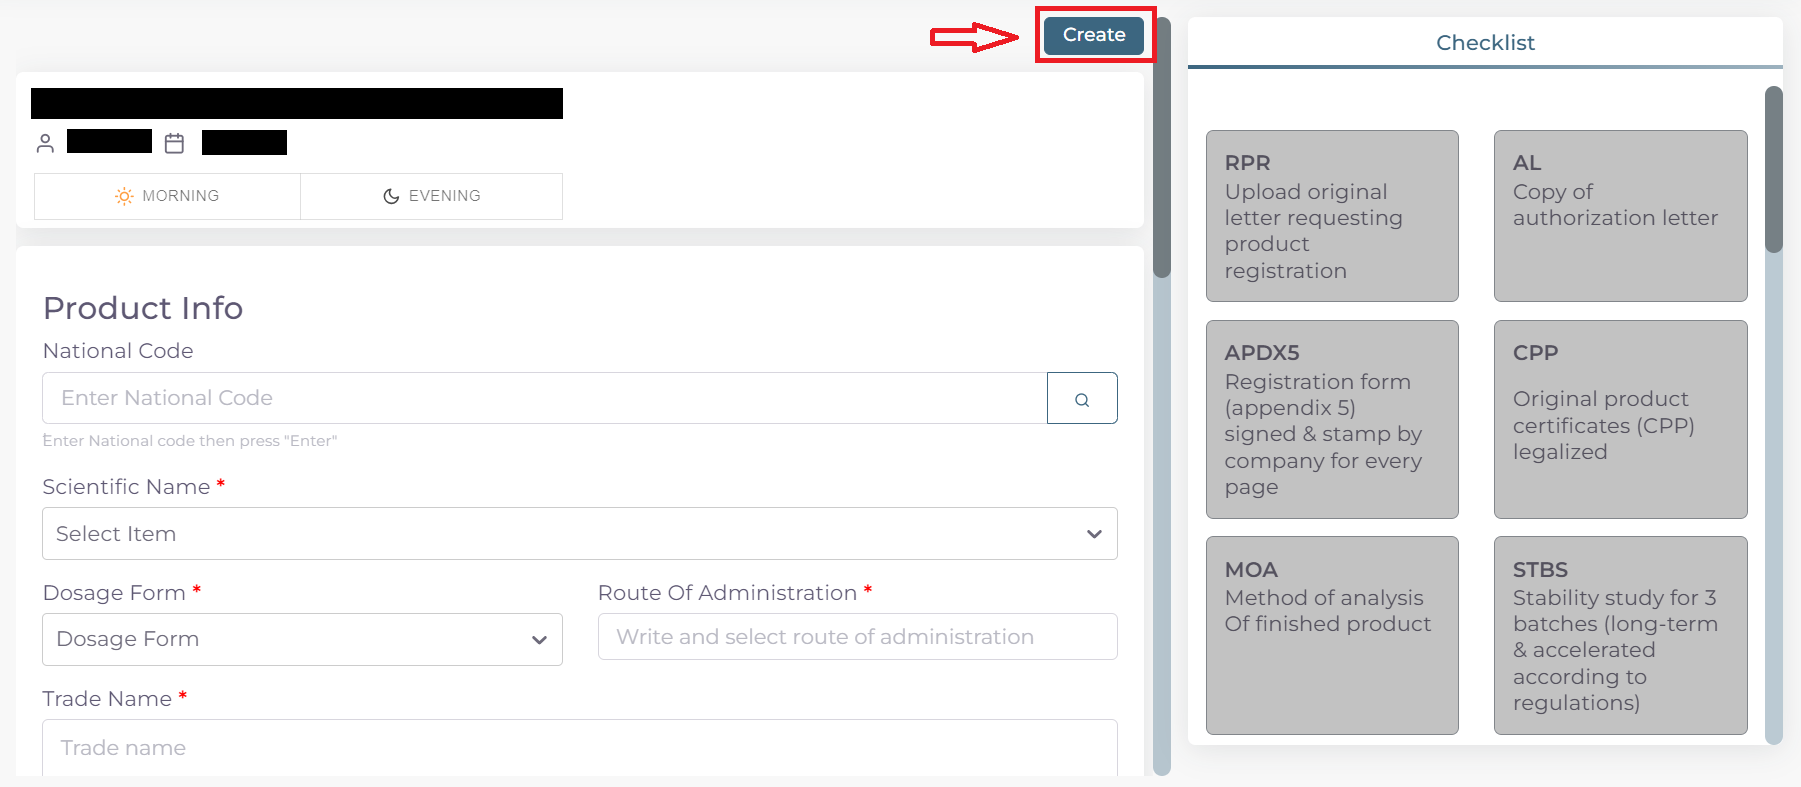 Create
MORNING
EVENING
Product Info
National Code
Enter National Code
Enter National code then press "Enter"
Scientific Name *
Select Item
Dosage Form *
Dosage Form
Route Of Administration *
Write and select route of administration
Trade Name *
Trade name
Checklist
RPR
Upload original
letter requesting
product
registration
AL
Copy of
authorization letter
APDX5
Registration form
(appendix 5)
signed & stamp by
company for every
page
CPP
Original product
certificates (CPP)
legalized
MOA
Method of analysis
Of finished product
STBS
Stability study for 3
batches (long-term
& accelerated
according to
regulations)